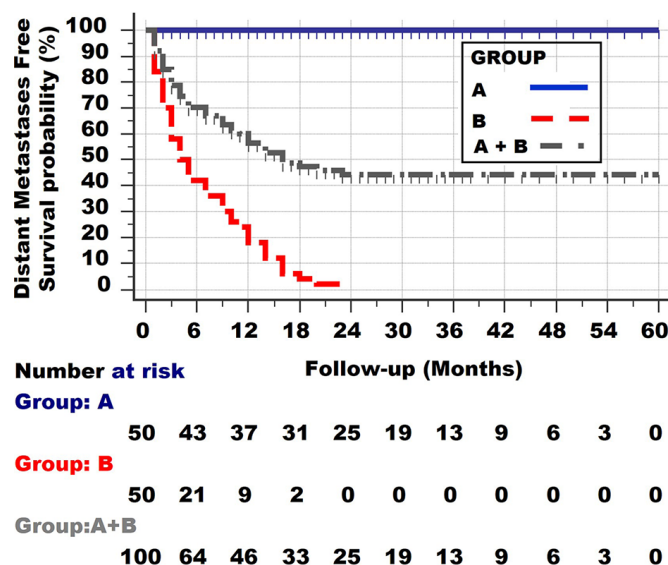 Distant Metastases Free
Survival probability (%)
100
90
80
70
60
50
40
30
20
10
0
GROUP
A
B
A + B
0 6 12 18 24 30 36 42 48 54 60
Number at risk
Follow-up (Months)
Group: A
50 43 37 31 25 19 13 9 6 3 0
Group: B
50 21 9 2 0 0 0 0 0 0 0
Group:A+B
100 64 46 33 25 19 13 9 6 3 0